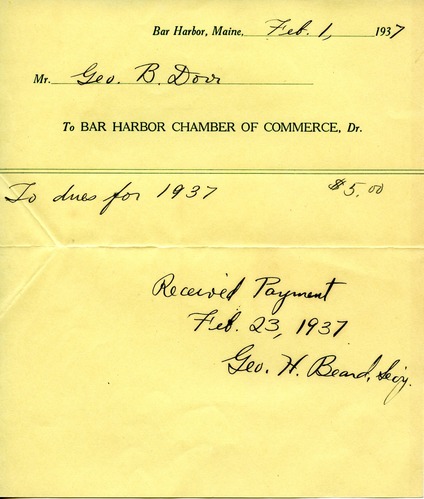 Bar Harbor, Maine, Feb. 1, 1937
Mr. Geo. B. Dorr
To BAR HARBOR CHAMBER OF COMMERCE, Dr.
To dues for 1937 $5.00
Received Payment
Feb. 23, 1937
Geo. H. Beard, Secy.